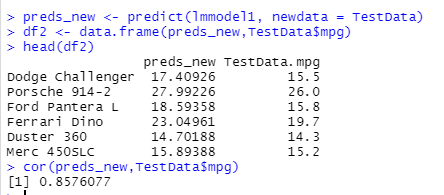 > preds_new <- predict(lmmodel1, newdata = TestData)
> df2 <- data.frame(preds_new,TestData$mpg)
> head(df2)
                 preds_new TestData.mpg
Dodge Challenger  17.40926         15.5
Porsche 914-2     27.99226         26.0
Ford Pantera L    18.59358         15.8
Ferrari Dino      23.04961         19.7
Duster 360        14.70188         14.3
Merc 450SLC       15.89388         15.2
> cor(preds_new,TestData$mpg)
[1] 0.8576077